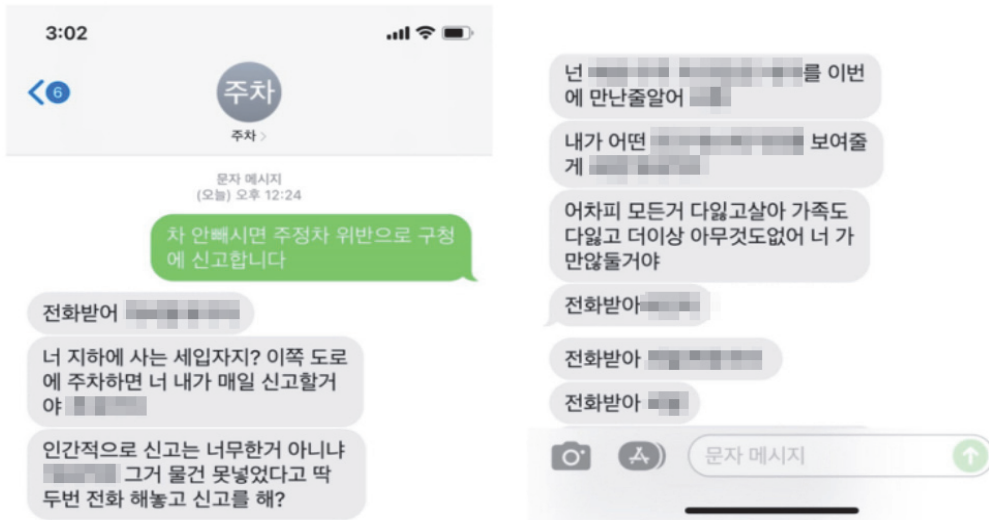 3:02
6
주차
주차
문자 메시지
(오늘) 오후 12:24
차 안빼시면 주정차 위반으로 구청
에 신고합니다
전화받어
너 지하에 사는 세입자지? 이쪽 도로
에 주차하면 너 내가 매일 신고할거
야
인간적으로 신고는 너무한거 아니냐
그거 물건 못넣었다고 딱
두번 전화 해놓고 신고를 해?
넌
를 이번
에 만난줄알어
내가 어떤
보여줄
게
어차피 모든거 다잃고살아 가족도
다잃고 더이상 아무것도없어 너 가
만않둘거야
전화받아
전화받아
전화받아
문자 메시지